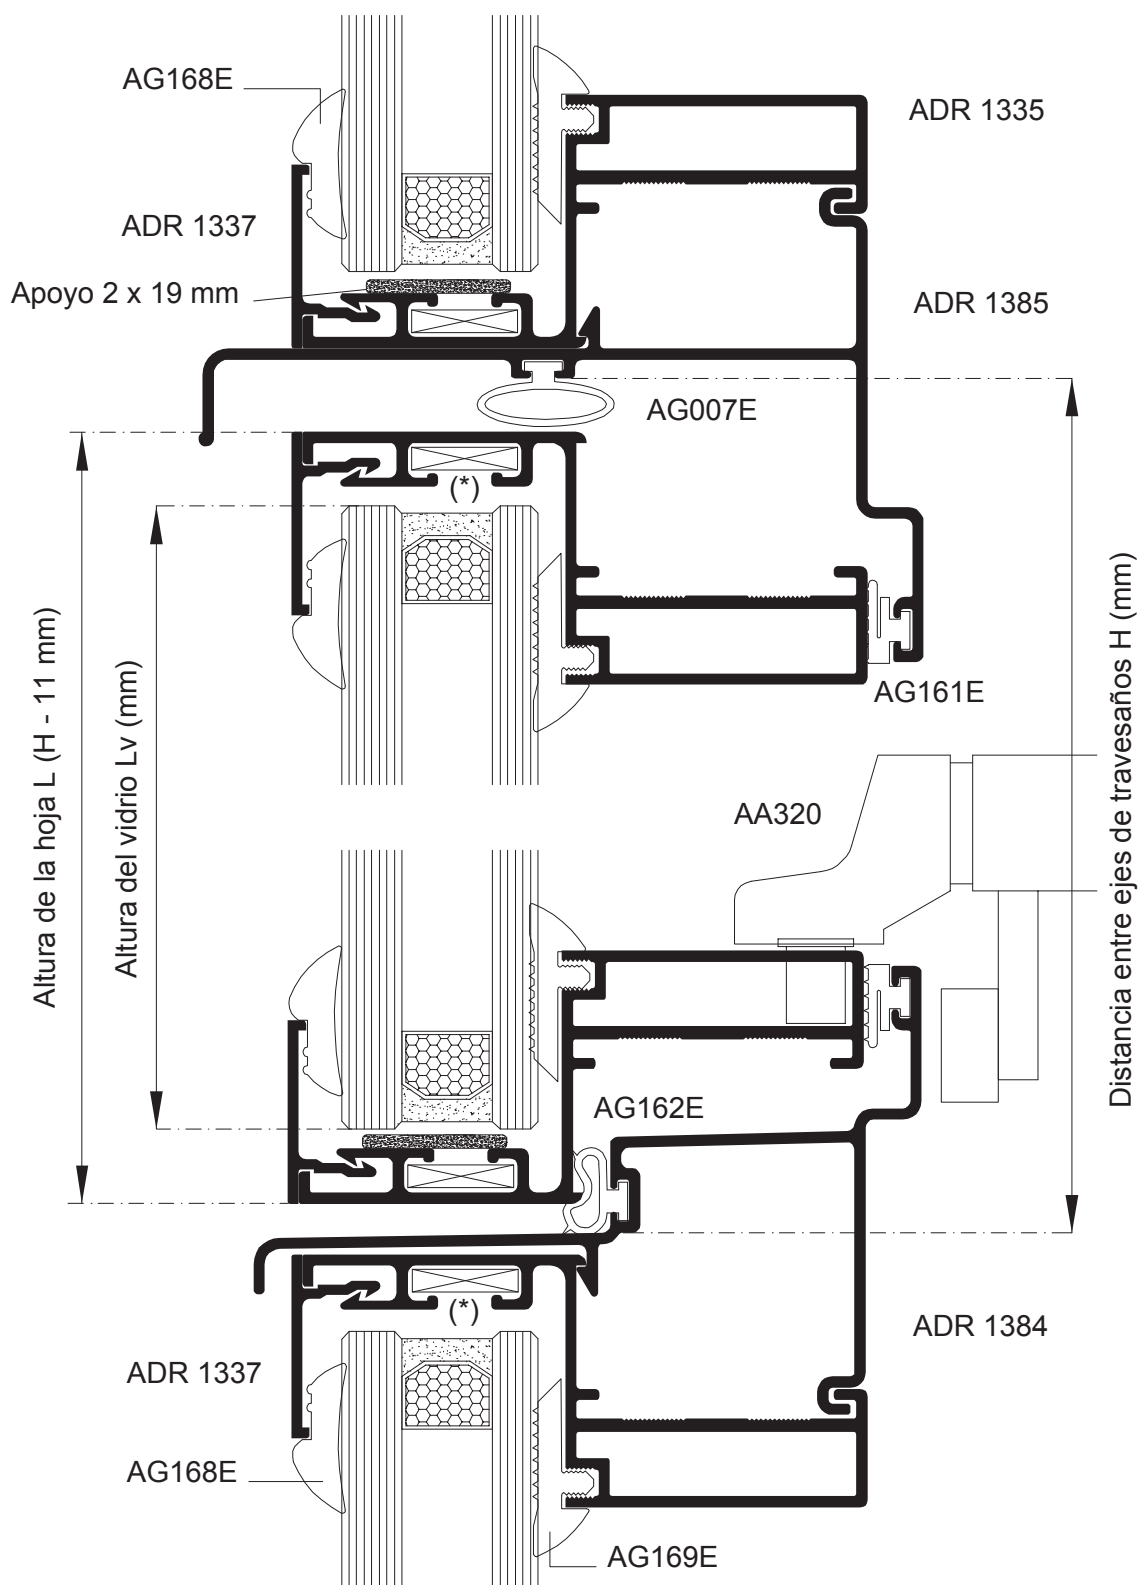 AG168E
ADR 1335
ADR 1337
Apoyo 2 x 19 mm
ADR 1385
AG007E
(*)
AG161E
Altura de la hoja L (H - 11 mm)
Altura del vidrio Lv (mm)
Distancia entre ejes de travesaños H (mm)
AA320
AG162E
(*)
ADR 1384
ADR 1337
AG168E
AG169E